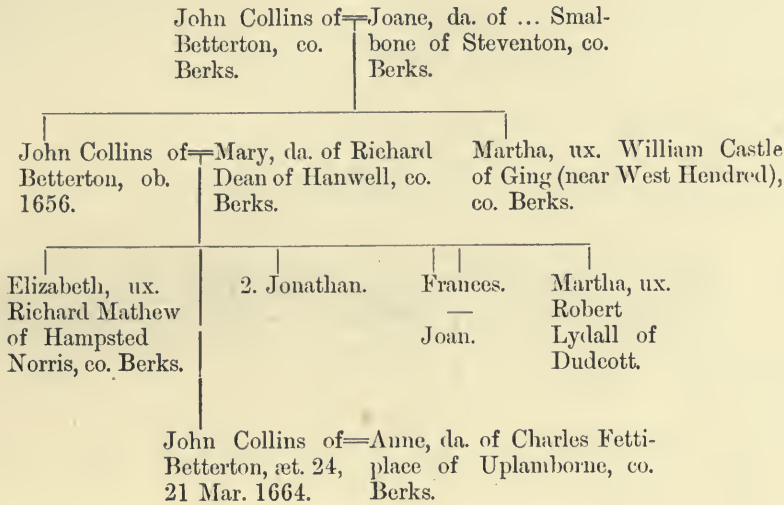 John Collins of
Betterton, co.
Berks.
Joane, da. of ... Smal-
bone of Steventon, co.
Berks.
John Collins of
Betterton, ob.
1656.
Mary, da. of Richard
Dean of Hanwell, co.
Berks.
Martha, ux. William Castle
of Ging (near West Hendred),
co. Berks.
Elizabeth, ux.
Richard Mathew
of Hampsted
Norris, co. Berks.
2. Jonathan.
Frances.
—
Joan.
Martha, ux.
Robert
Lydall of
Dudcott.
John Collins of
Betterton, æt. 24,
21 Mar. 1664.
Anne, da. of Charles Fetti-
place of Uplamborne, co.
Berks.